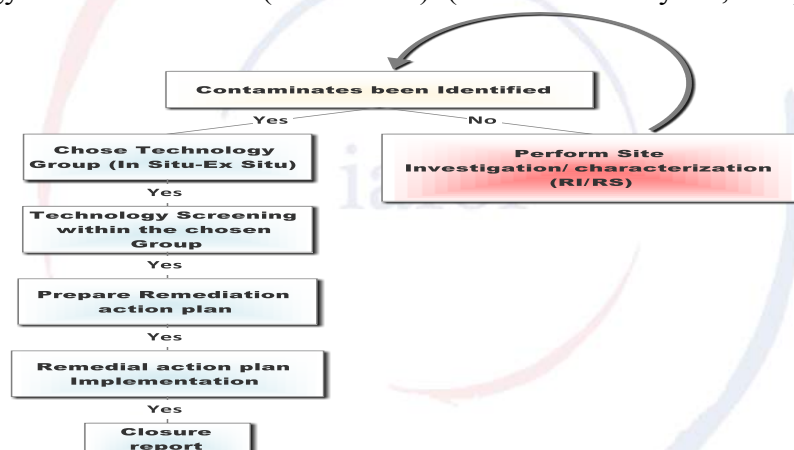 Contaminates been Identified
Yes
No
Chose Technology
Group (In Situ-Ex Situ)
Perform Site
Investigation/ characterization
(RI/RS)
Yes
Technology Screening
within the chosen
Group
Yes
Prepare Remediation
action plan
Yes
Remedial action plan
Implementation
Yes
Closure
report